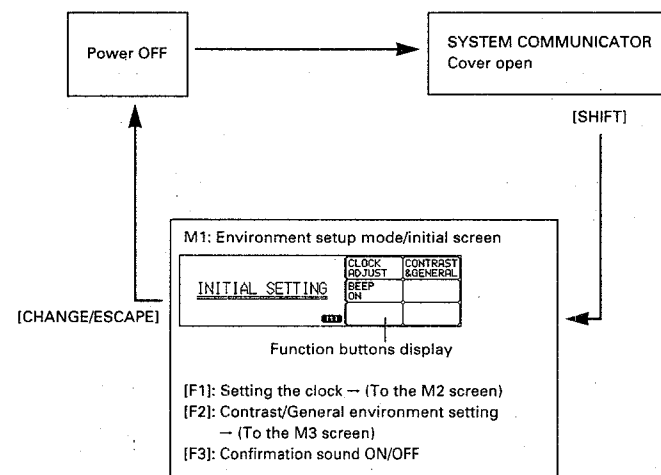 Power OFF
SYSTEM COMMUNICATOR
Cover open
[SHIFT]
M1: Environment setup mode/initial screen
INITIAL SETTING
CLOCK ADJUST
CONTRAST &GENERAL
BEEP ON
M1
[CHANGE/ESCAPE]
Function buttons display
[F1]: Setting the clock → (To the M2 screen)
[F2]: Contrast/General environment setting
→ (To the M3 screen)
[F3]: Confirmation sound ON/OFF